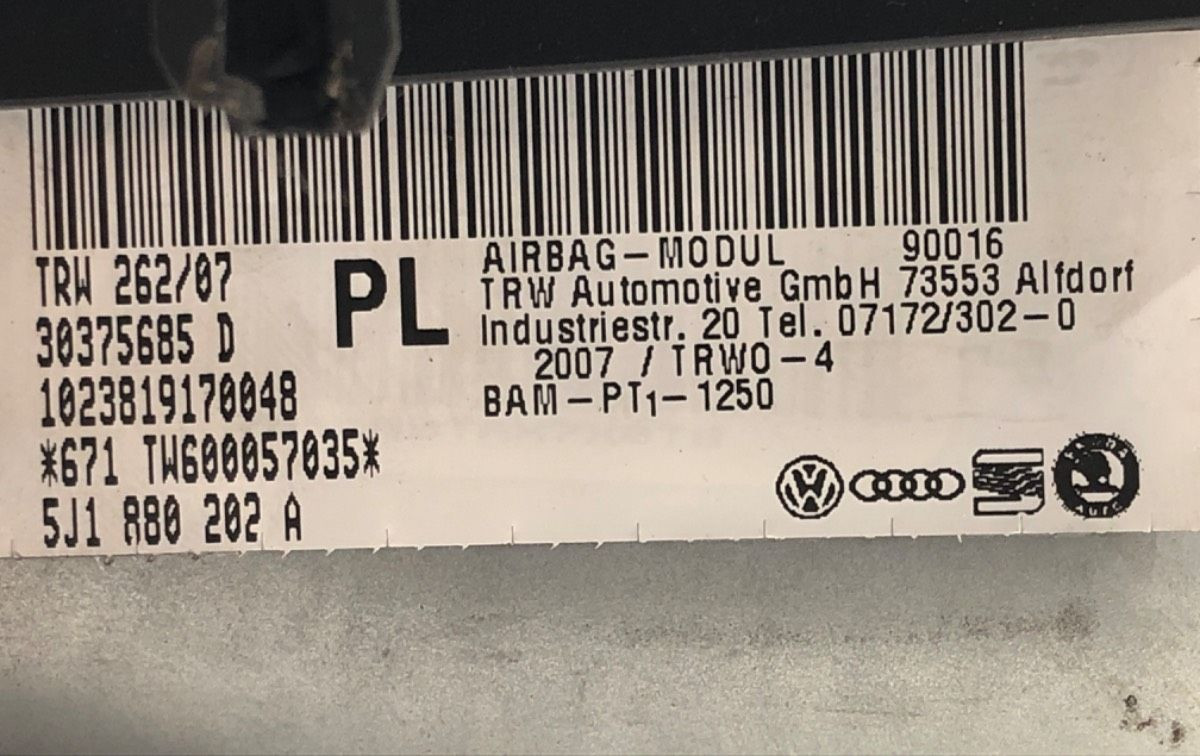 TRW 262/07
30375685 D
1023819170048
*671 TW600057035*
5J1 880 202 A
PL
AIRBAG-MODUL 90016
TRW Automotive GmbH 73553 Alfdorf
Industriestr. 20 Tel. 07172/302-0
2007 / TRWO-4
BAM-PT1-1250